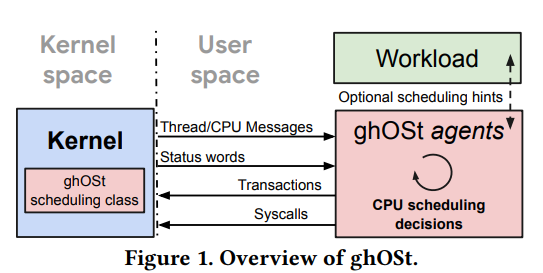 Kernel
space
User
space
Workload
Optional scheduling hints
Kernel
ghOSt
scheduling class
Thread/CPU Messages
Status words
Transactions
Syscalls
ghOSt agents
CPU scheduling
decisions
Figure 1. Overview of ghOSt.